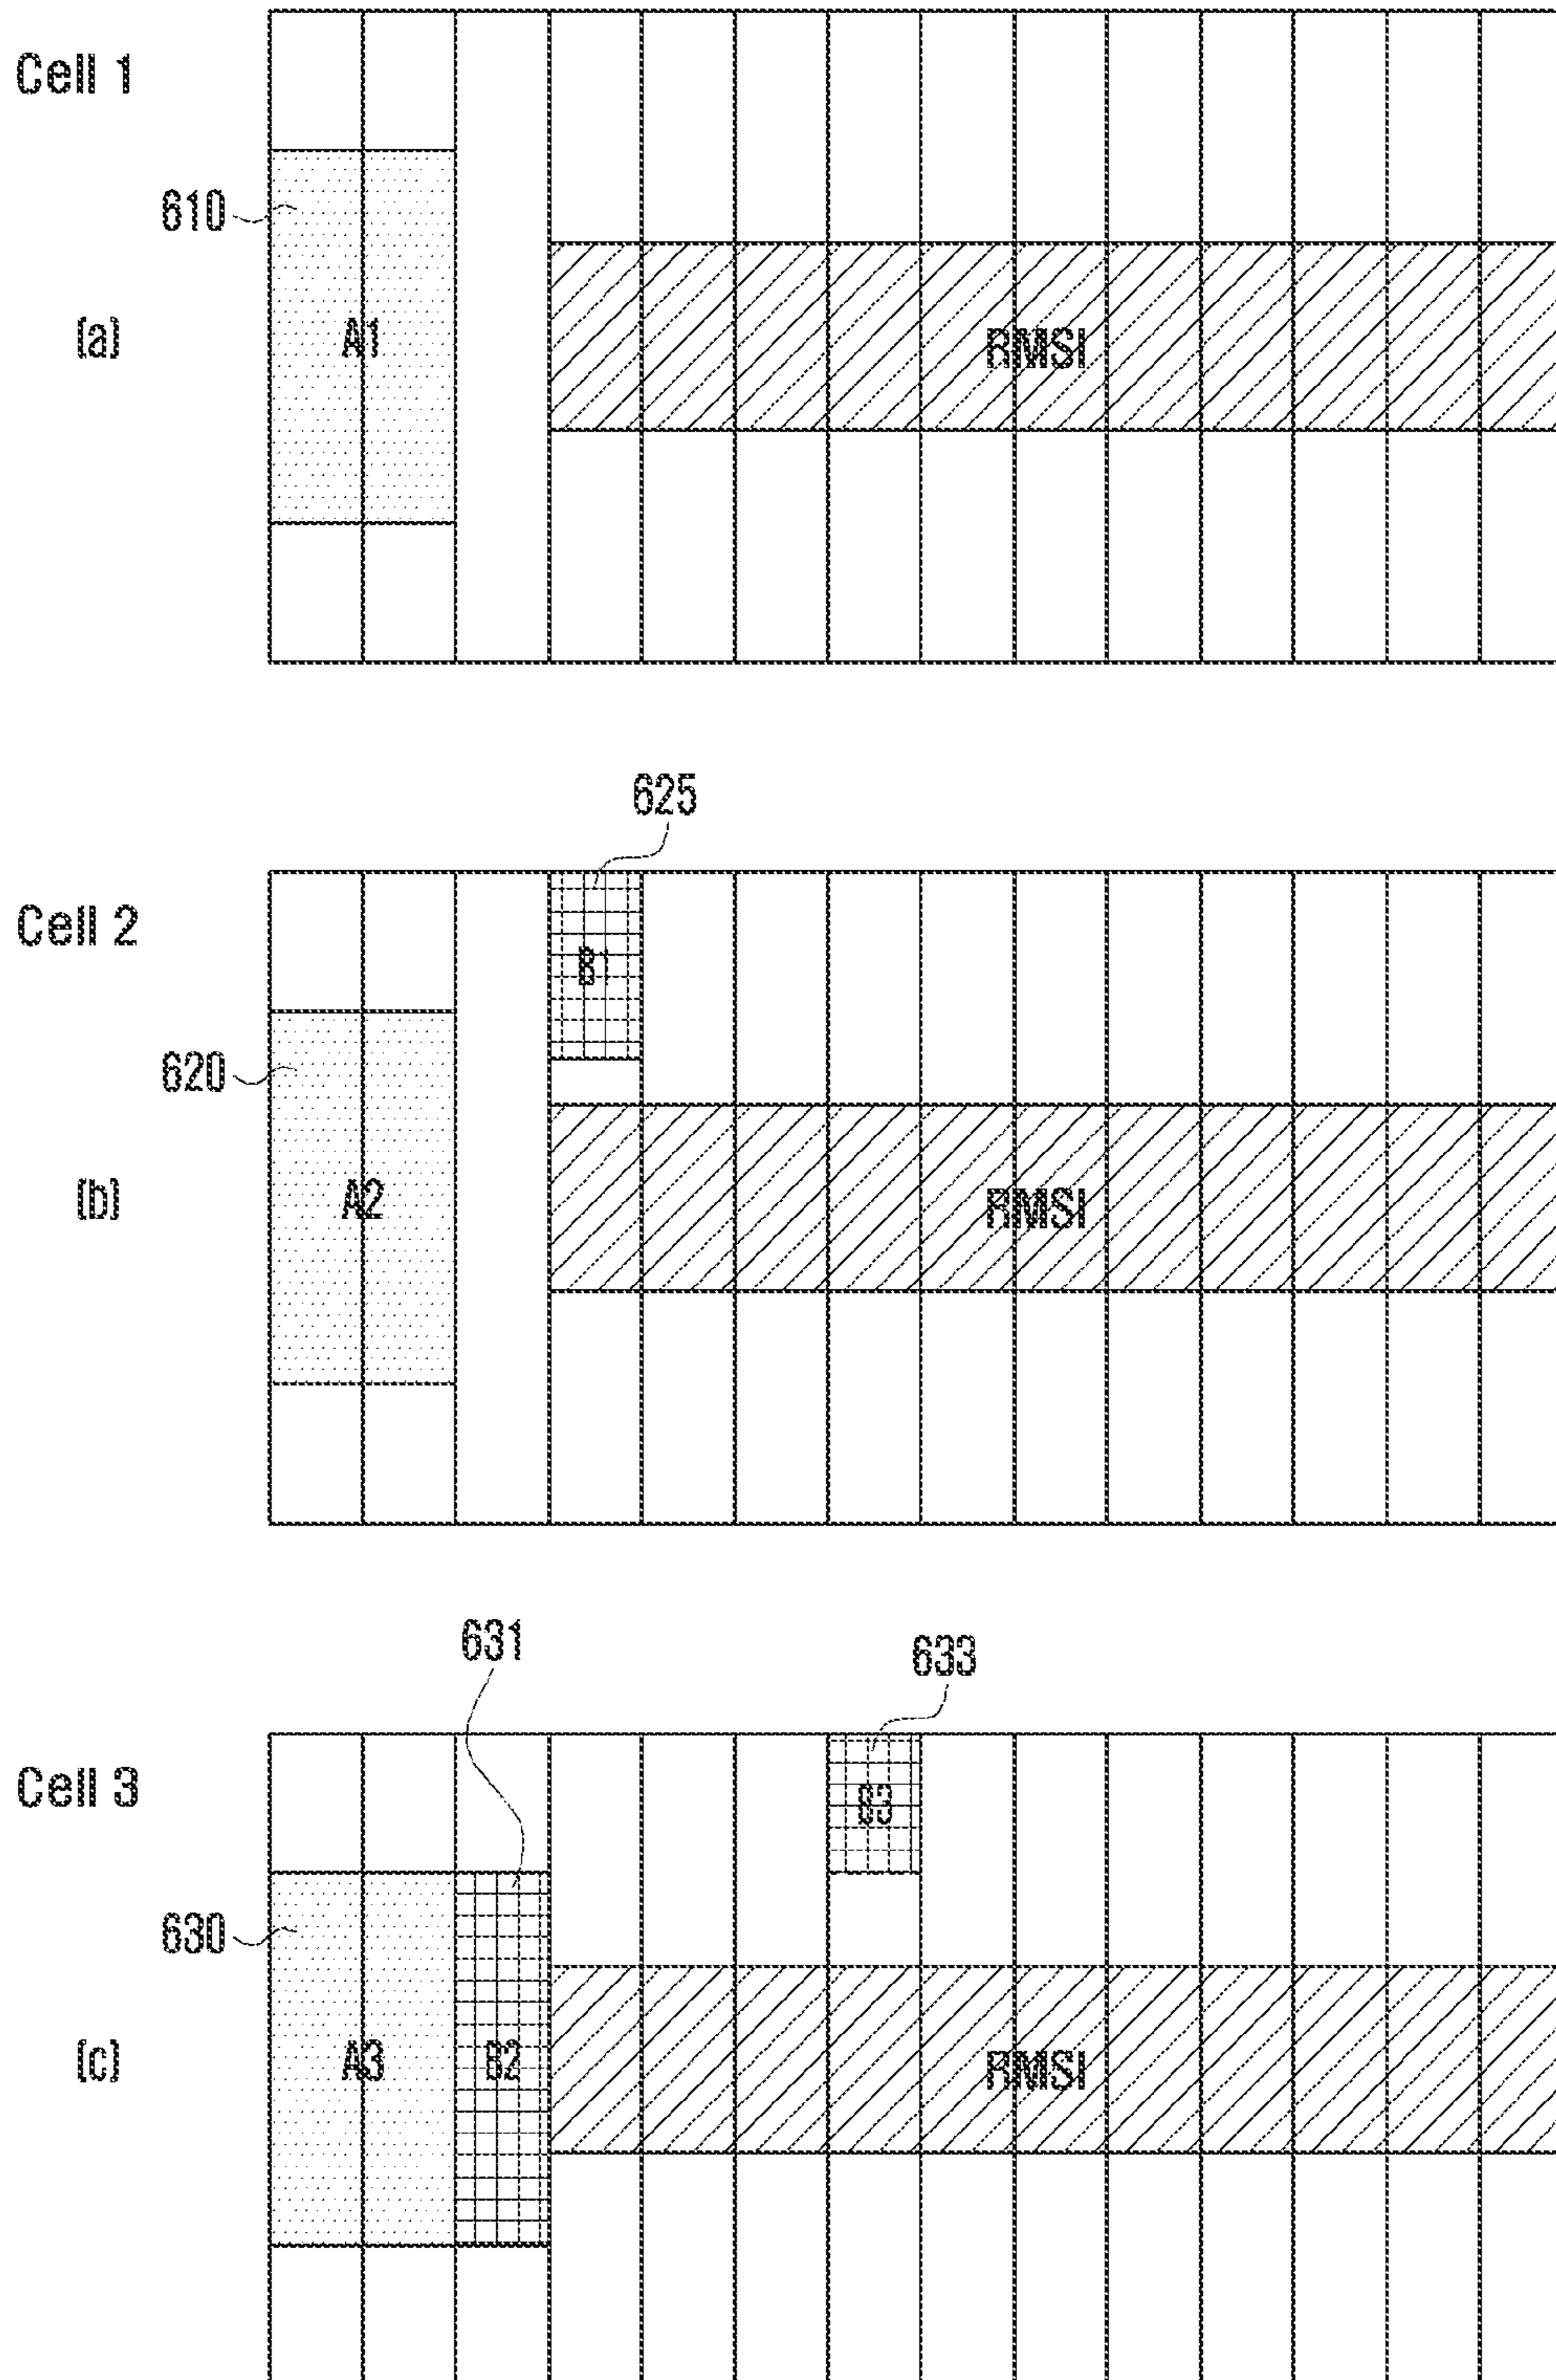 Cell 1
610
(a)
A1
RMSI
625
Cell 2
B1
620
(b)
A2
RMSI
631
633
Cell 3
B3
630
(c)
A3
B2
RMSI